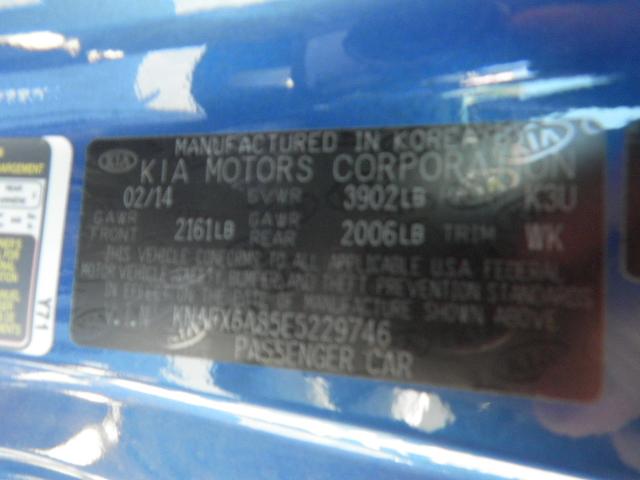 MANUFACTURED IN KOREA
KIA MOTORS CORPORATION
02/14 GVWR 3902LB K3U
GAWR FRONT 2161LB GAWR REAR 2006LB TRIM WK
THIS VEHICLE CONFORMS TO ALL APPLICABLE U.S.A. FEDERAL
MOTOR VEHICLE SAFETY BUMPER, AND THEFT PREVENTION STANDARDS
IN EFFECT ON THE DATE OF MANUFACTURE SHOWN ABOVE
V.I.N
PASSENGER CAR
KIA
Y71